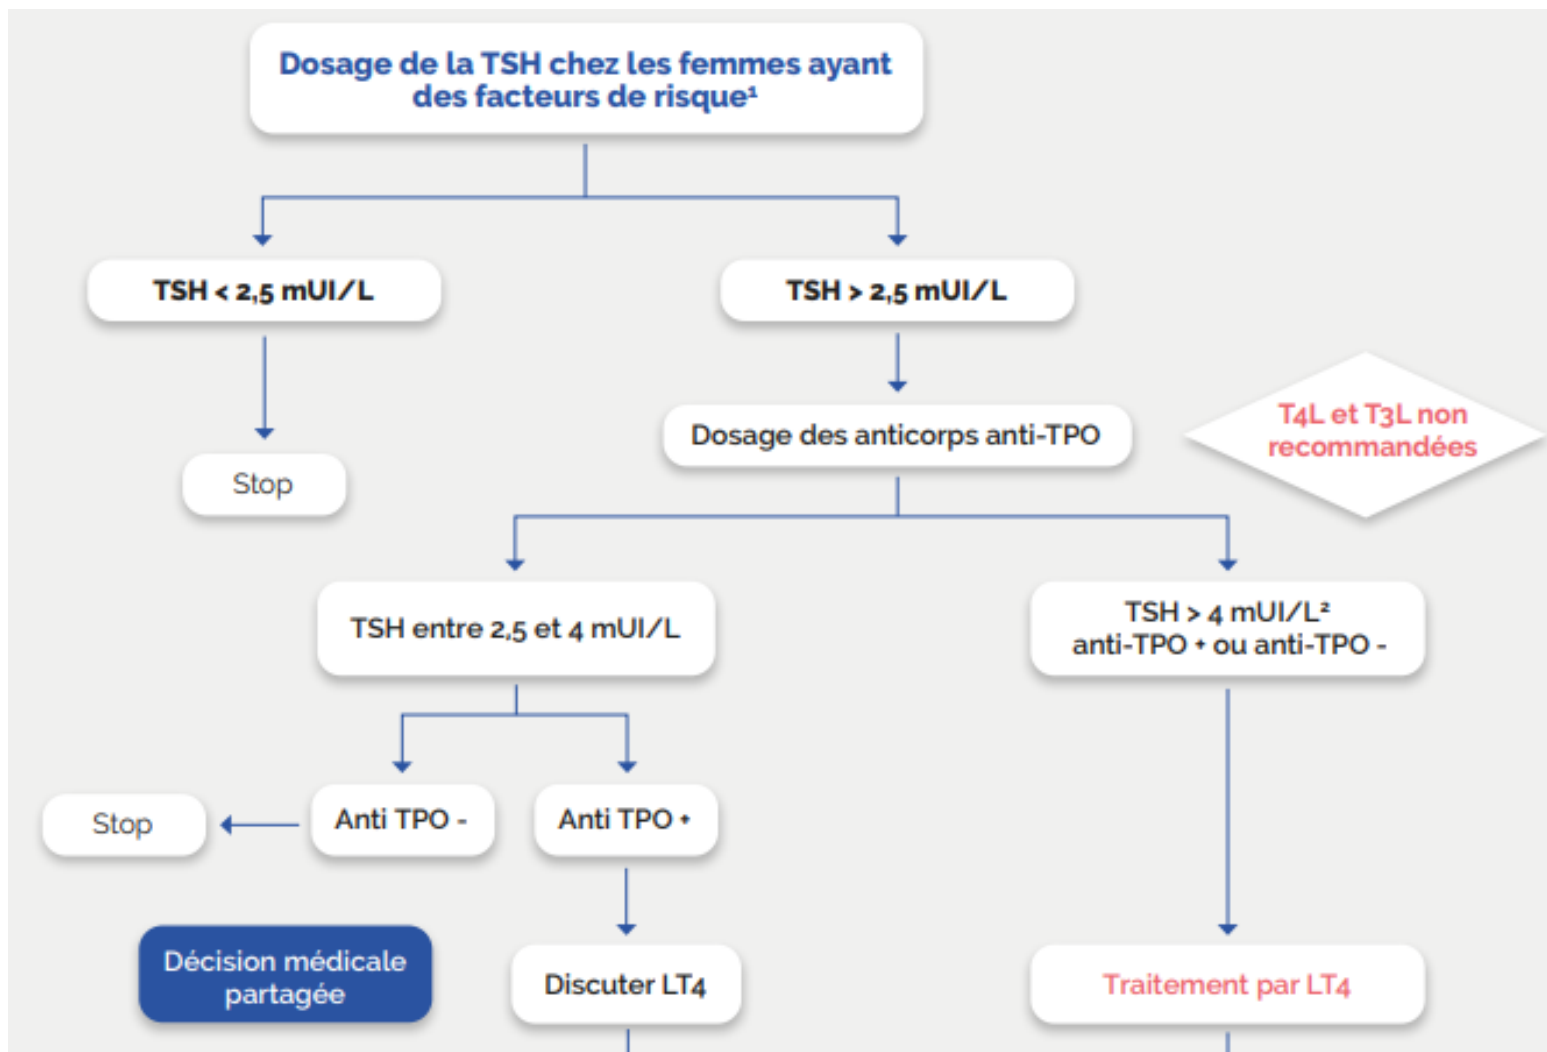 Dosage de la TSH chez les femmes ayant
des facteurs de risque¹
TSH < 2,5 mUI/L
TSH > 2,5 mUI/L
T4L et T3L non
recommandées
Dosage des anticorps anti-TPO
Stop
TSH entre 2,5 et 4 mUI/L
TSH > 4 mUI/L²
anti-TPO + ou anti-TPO -
Stop
Anti TPO -
Anti TPO +
Décision médicale
partagée
Discuter LT4
Traitement par LT4